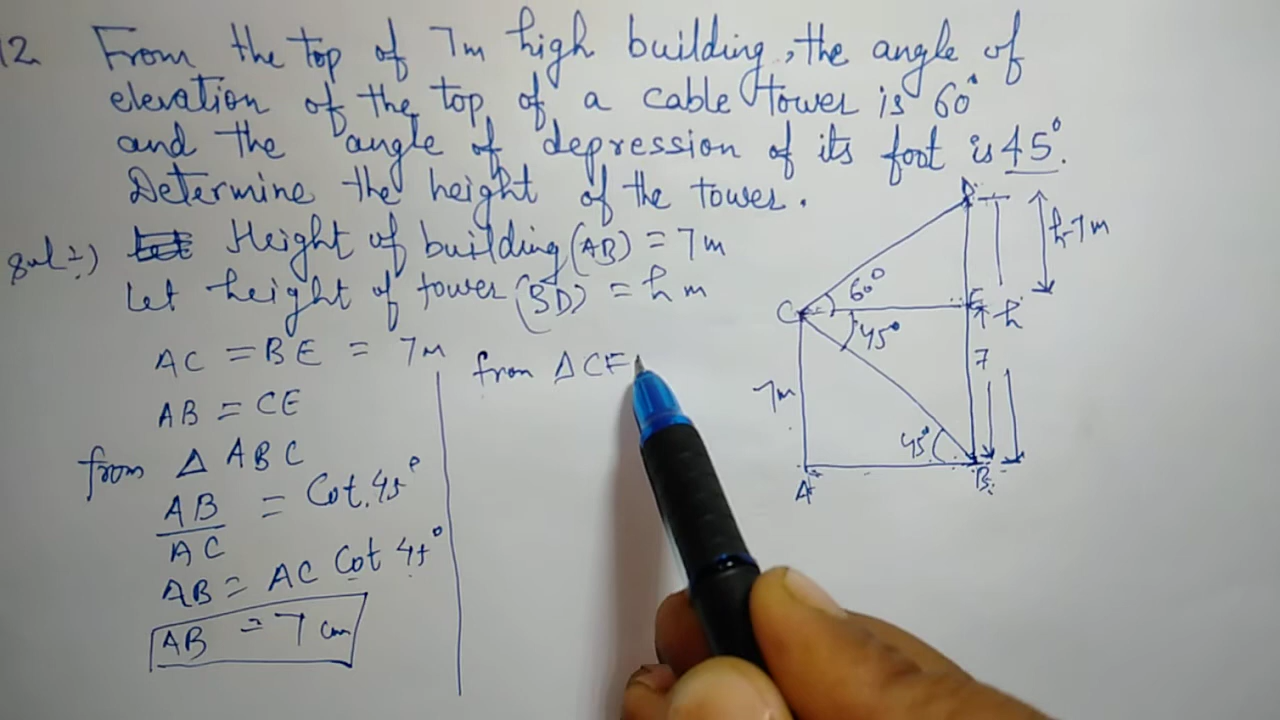 12. From the top of 7m high building, the angle of
elevation of the top of a cable tower is 60°
and the angle of depression of its foot is 45°.
Determine the height of the tower.
Sol:-) Let Height of building (AB) = 7m
Let height of tower (BD) = h m
AC = BE = 7m
AB = CE
from Δ ABC
AB/AC = Cot 45°
AB = AC Cot 45°
AB = 7 cm
from Δ CE
D
h-7m
60°
C
E
h
45°
7
7m
45°
A
B